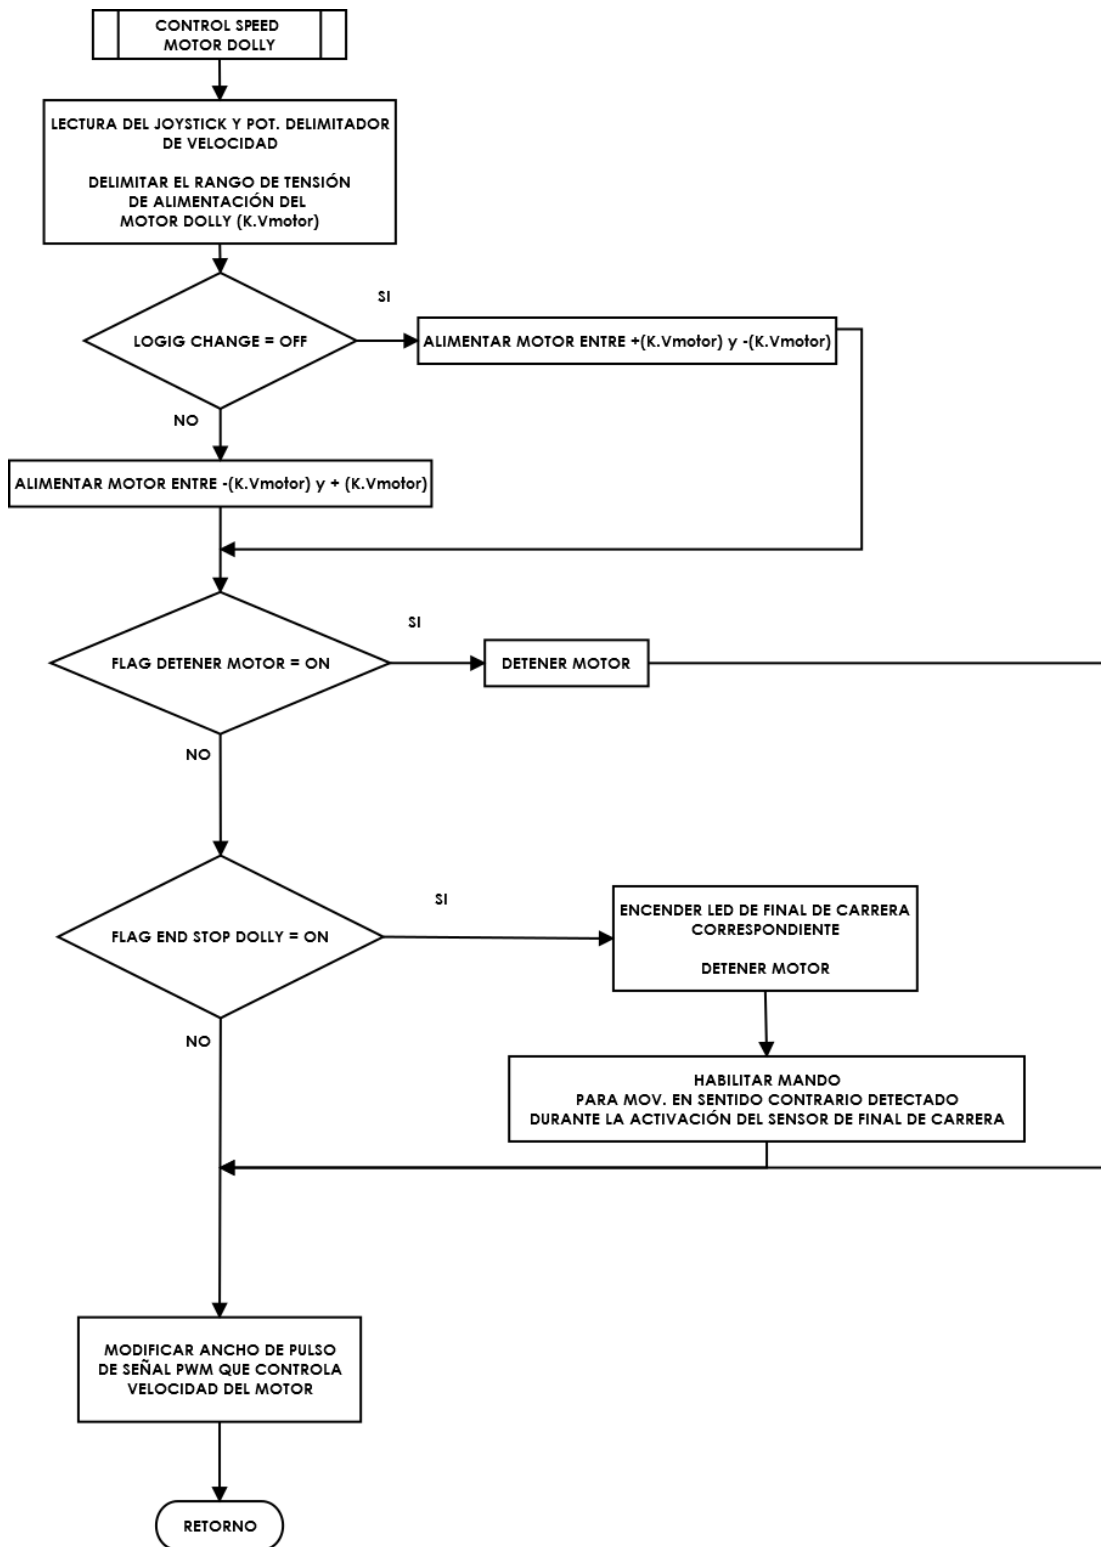 CONTROL SPEED
MOTOR DOLLY
LECTURA DEL JOYSTICK Y POT. DELIMITADOR
DE VELOCIDAD
DELIMITAR EL RANGO DE TENSIÓN
DE ALIMENTACIÓN DEL
MOTOR DOLLY (K.Vmotor)
SI
LOGIG CHANGE = OFF
ALIMENTAR MOTOR ENTRE +(K.Vmotor) y -(K.Vmotor)
NO
ALIMENTAR MOTOR ENTRE -(K.Vmotor) y + (K.Vmotor)
SI
FLAG DETENER MOTOR = ON
DETENER MOTOR
NO
SI
FLAG END STOP DOLLY = ON
ENCENDER LED DE FINAL DE CARRERA
CORRESPONDIENTE
DETENER MOTOR
NO
HABILITAR MANDO
PARA MOV. EN SENTIDO CONTRARIO DETECTADO
DURANTE LA ACTIVACIÓN DEL SENSOR DE FINAL DE CARRERA
MODIFICAR ANCHO DE PULSO
DE SEÑAL PWM QUE CONTROLA
VELOCIDAD DEL MOTOR
RETORNO